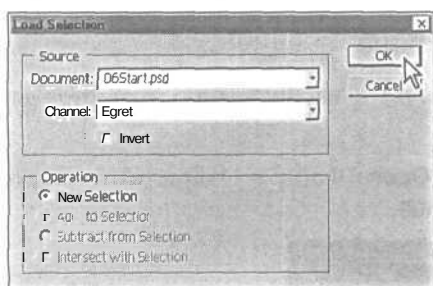 Load Selection
Source
OK
Document: 06Start.psd
Cancel
Channel: Egret
Invert
Operation
New Selection
Add to Selection
Subtract from Selection
Intersect with Selection